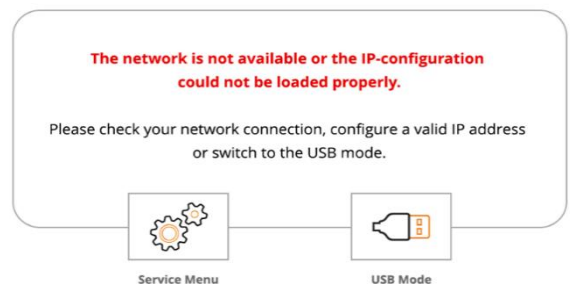 The network is not available or the IP-configuration
could not be loaded properly.
Please check your network connection, configure a valid IP address
or switch to the USB mode.
Service Menu
USB Mode